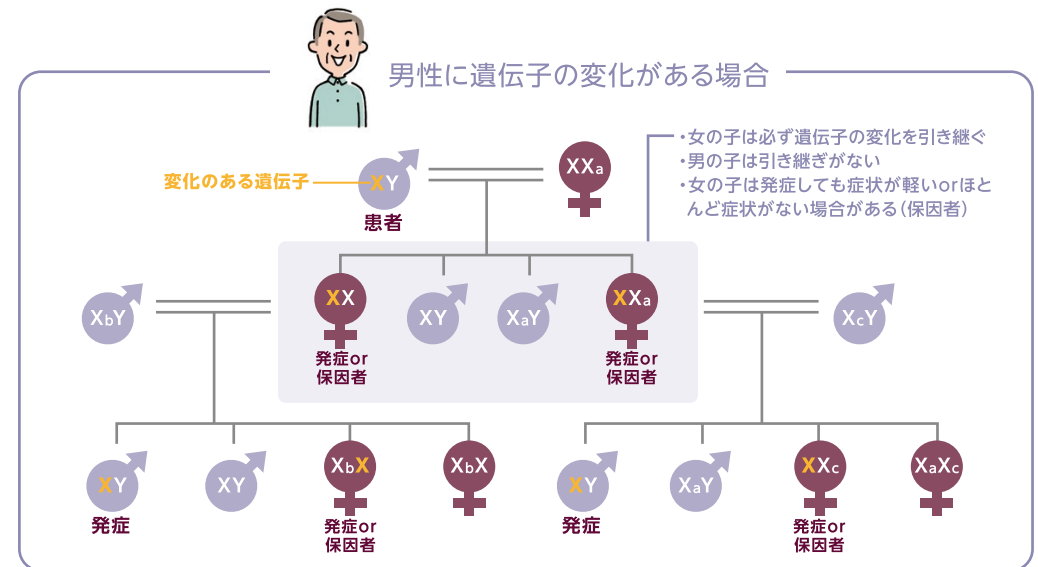 男性に遺伝子の変化がある場合
・女の子は必ず遺伝子の変化を引き継ぐ
・男の子は引き継ぎがない
・女の子は発症しても症状が軽いorほと
んど症状がない場合がある(保因者)
変化のある遺伝子
XY
XXa
患者
XbY
XX
XY
XaY
XXa
XcY
発症or
保因者
発症or
保因者
XY
XY
XbX
XbX
XY
XaY
XXc
XaXc
発症
発症or
保因者
発症
発症or
保因者